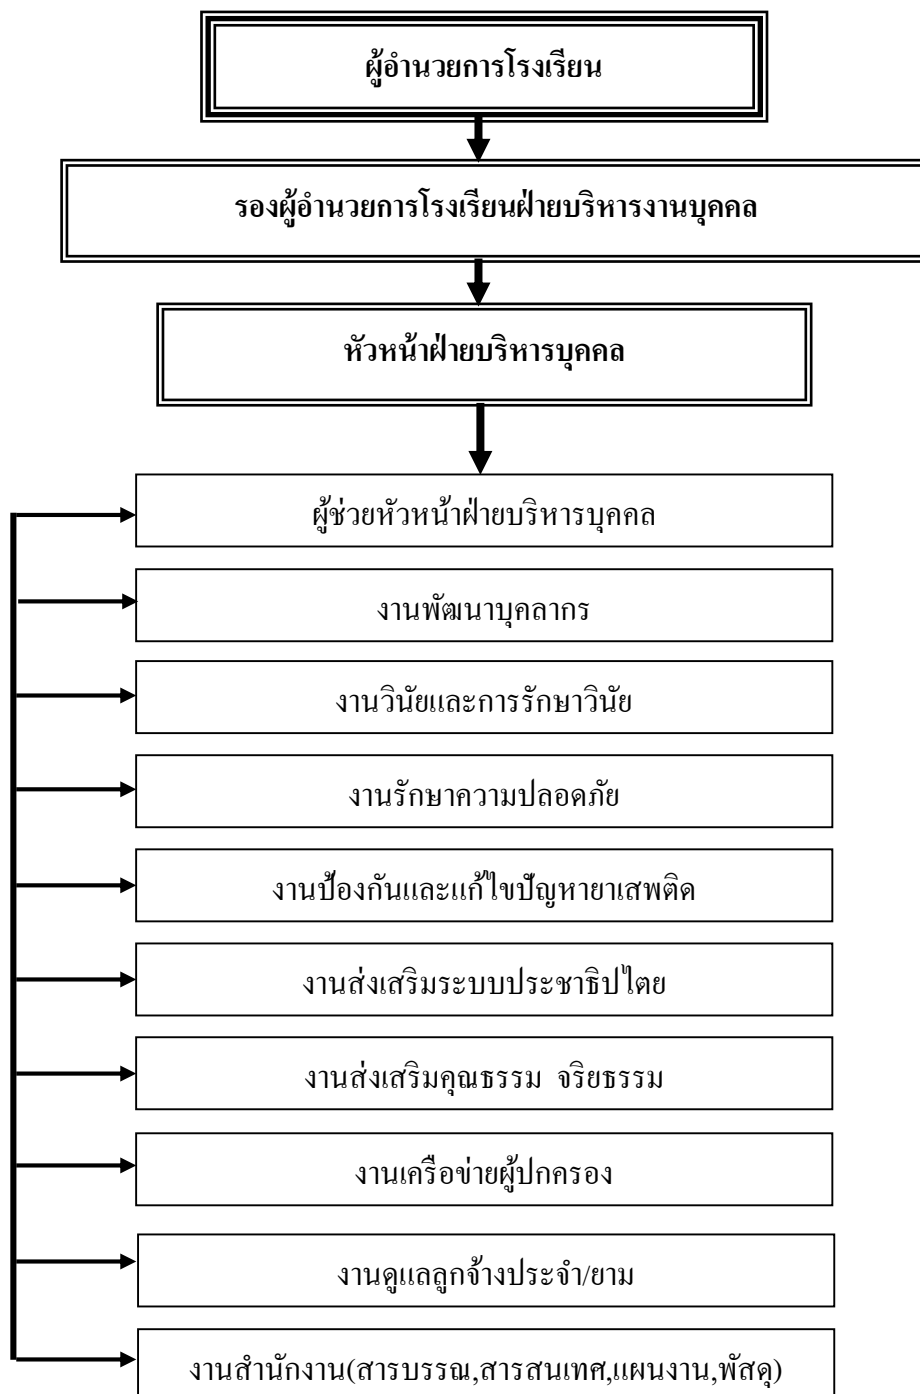 ผู้อำนวยการโรงเรียน
รองผู้อำนวยการโรงเรียนฝ่ายบริหารงานบุคคล
หัวหน้าฝ่ายบริหารบุคคล
ผู้ช่วยหัวหน้าฝ่ายบริหารบุคคล
งานพัฒนาบุคลากร
งานวินัยและการรักษาวินัย
งานรักษาความปลอดภัย
งานป้องกันและแก้ไขปัญหายาเสพติด
งานส่งเสริมระบบประชาธิปไตย
งานส่งเสริมคุณธรรม จริยธรรม
งานเครือข่ายผู้ปกครอง
งานดูแลลูกจ้างประจำ/ยาม
งานสำนักงาน(สารบรรณ,สารสนเทศ,แผนงาน,พัสดุ)